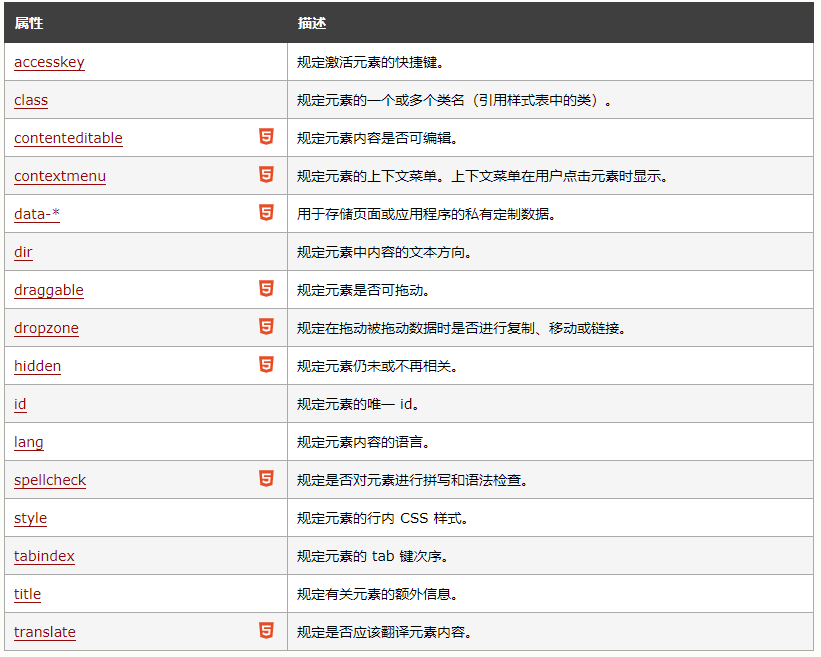 属性 描述
accesskey 规定激活元素的快捷键。
class 规定元素的一个或多个类名（引用样式表中的类）。
contenteditable 5 规定元素内容是否可编辑。
contextmenu 5 规定元素的上下文菜单。上下文菜单在用户点击元素时显示。
data-* 5 用于存储页面或应用程序的私有定制数据。
dir 规定元素中内容的文本方向。
draggable 5 规定元素是否可拖动。
dropzone 5 规定在拖动被拖动数据时是否进行复制、移动或链接。
hidden 5 规定元素仍未或不再相关。
id 规定元素的唯一 id。
lang 规定元素内容的语言。
spellcheck 5 规定是否对元素进行拼写和语法检查。
style 规定元素的行内 CSS 样式。
tabindex 规定元素的 tab 键次序。
title 规定有关元素的额外信息。
translate 5 规定是否应该翻译元素内容。